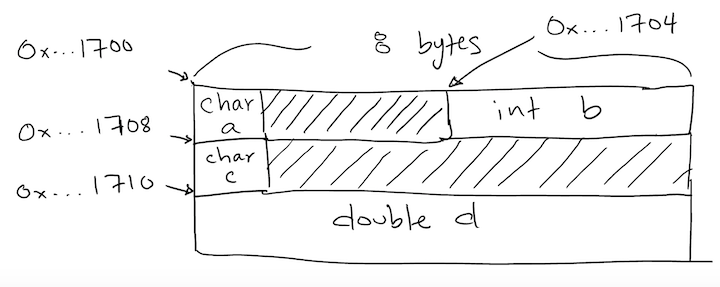 0x...1700
8 bytes
0x...1704
char a
int b
0x...1708
char c
0x...1710
double d